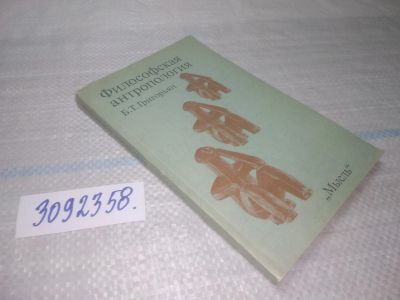 Философская
антропология
Б.Т.Григорьян
„Мысль“
3092358.